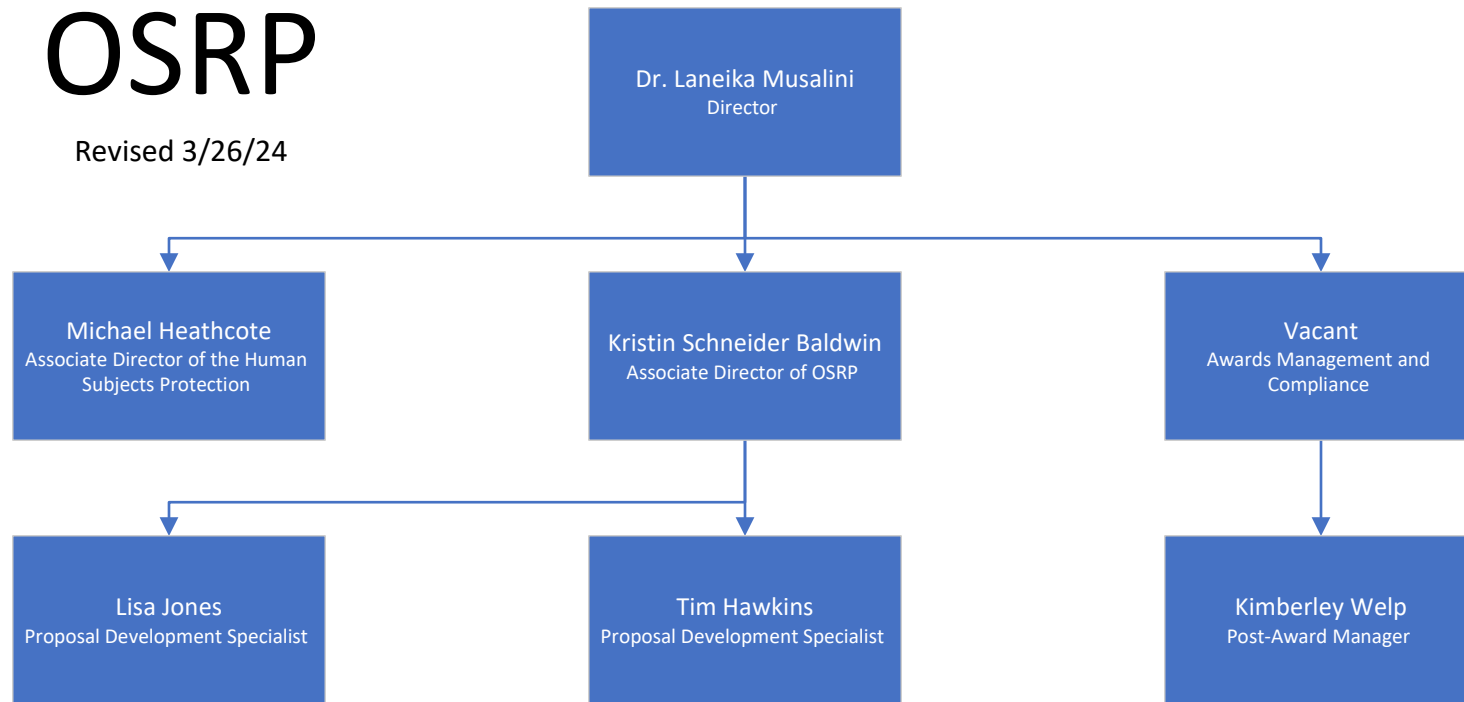 OSRP
Revised 3/26/24
Dr. Laneika Musalini
Director
Michael Heathcote
Associate Director of the Human
Subjects Protection
Kristin Schneider Baldwin
Associate Director of OSRP
Vacant
Awards Management and
Compliance
Lisa Jones
Proposal Development Specialist
Tim Hawkins
Proposal Development Specialist
Kimberley Welp
Post-Award Manager